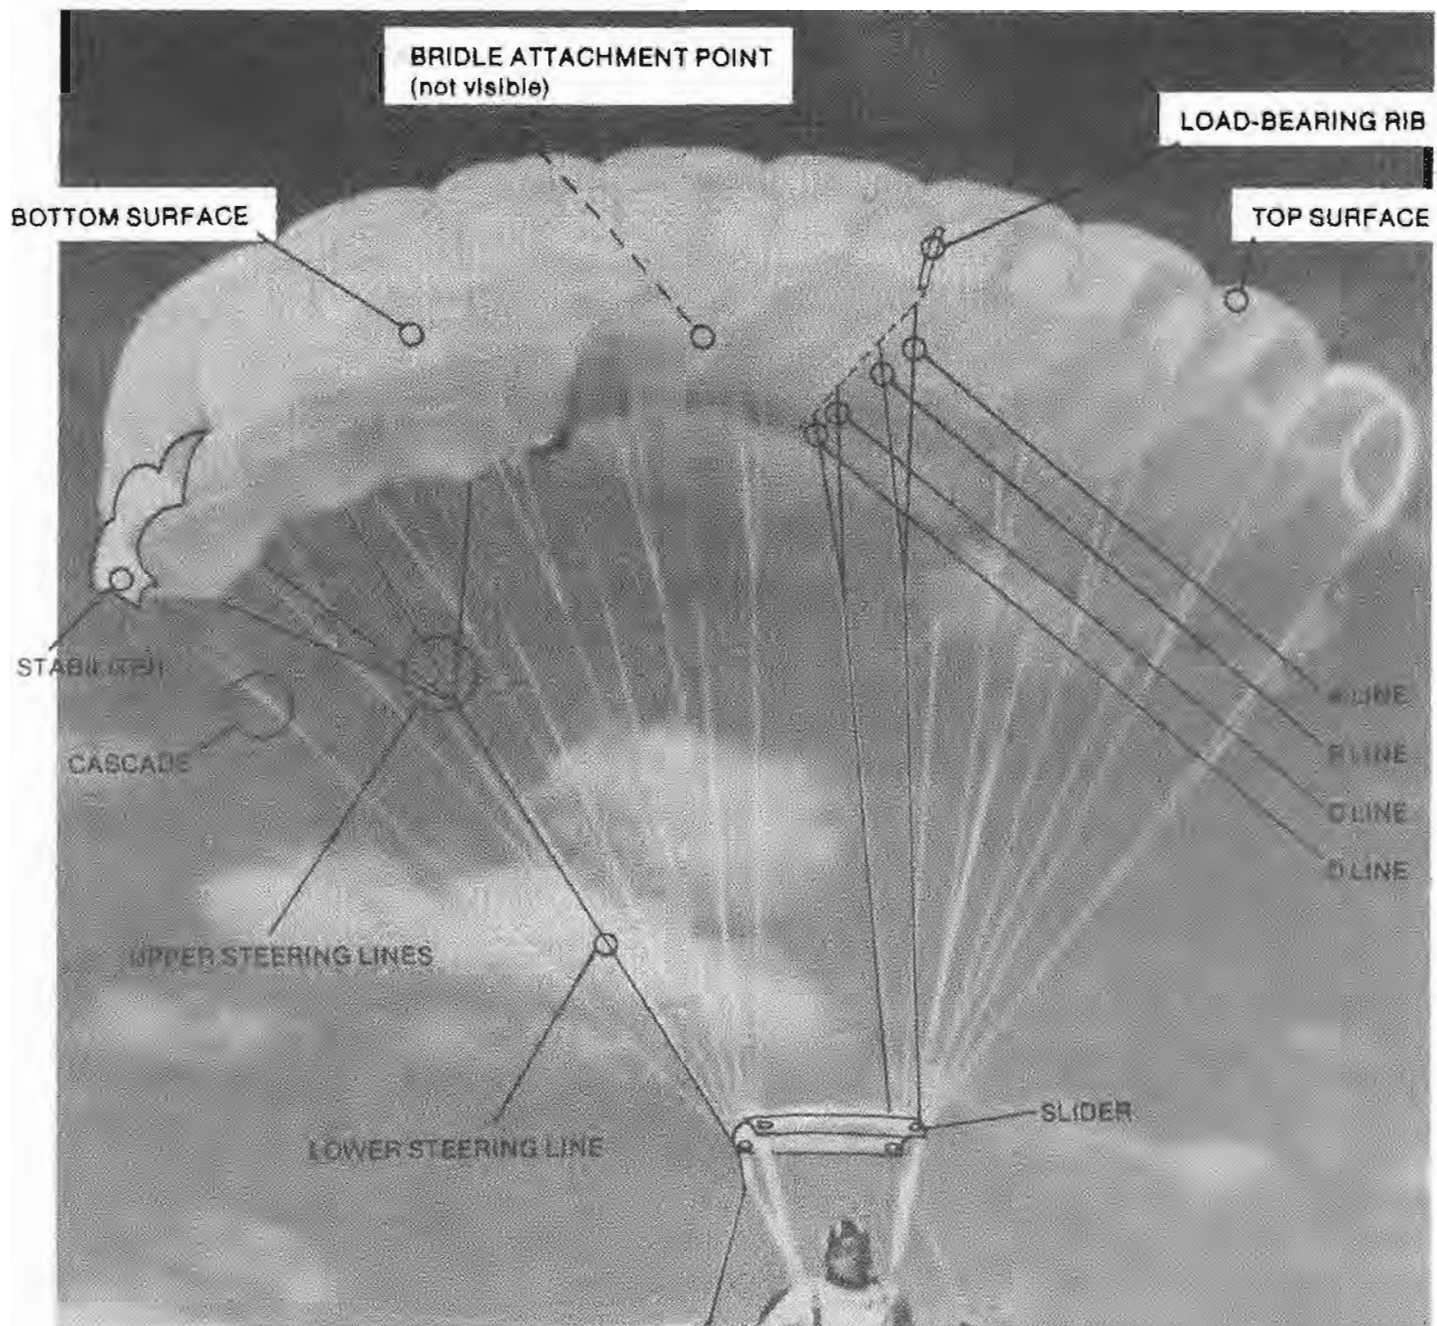 BRIDLE ATTACHMENT POINT
(not visible)
LOAD-BEARING RIB
BOTTOM SURFACE
TOP SURFACE
STABILIZER
A LINE
CASCADE
B LINE
C LINE
D LINE
UPPER STEERING LINES
SLIDER
LOWER STEERING LINE